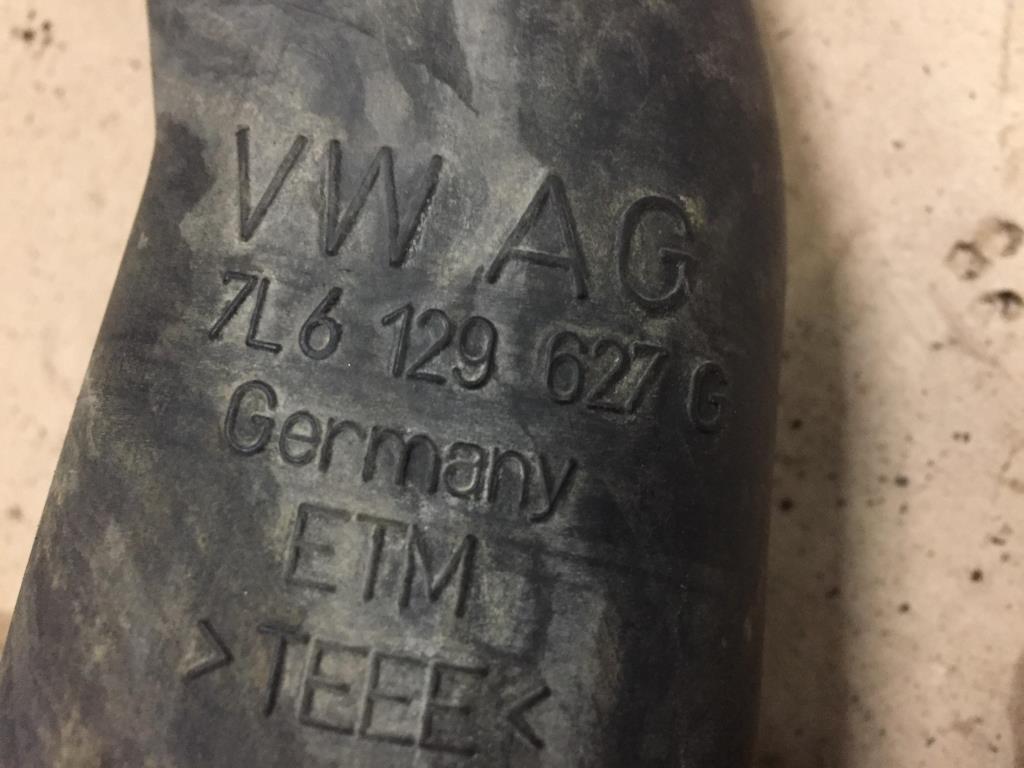 VW AG
7L6 129 627 G
Germany
ETM
>TEEE<